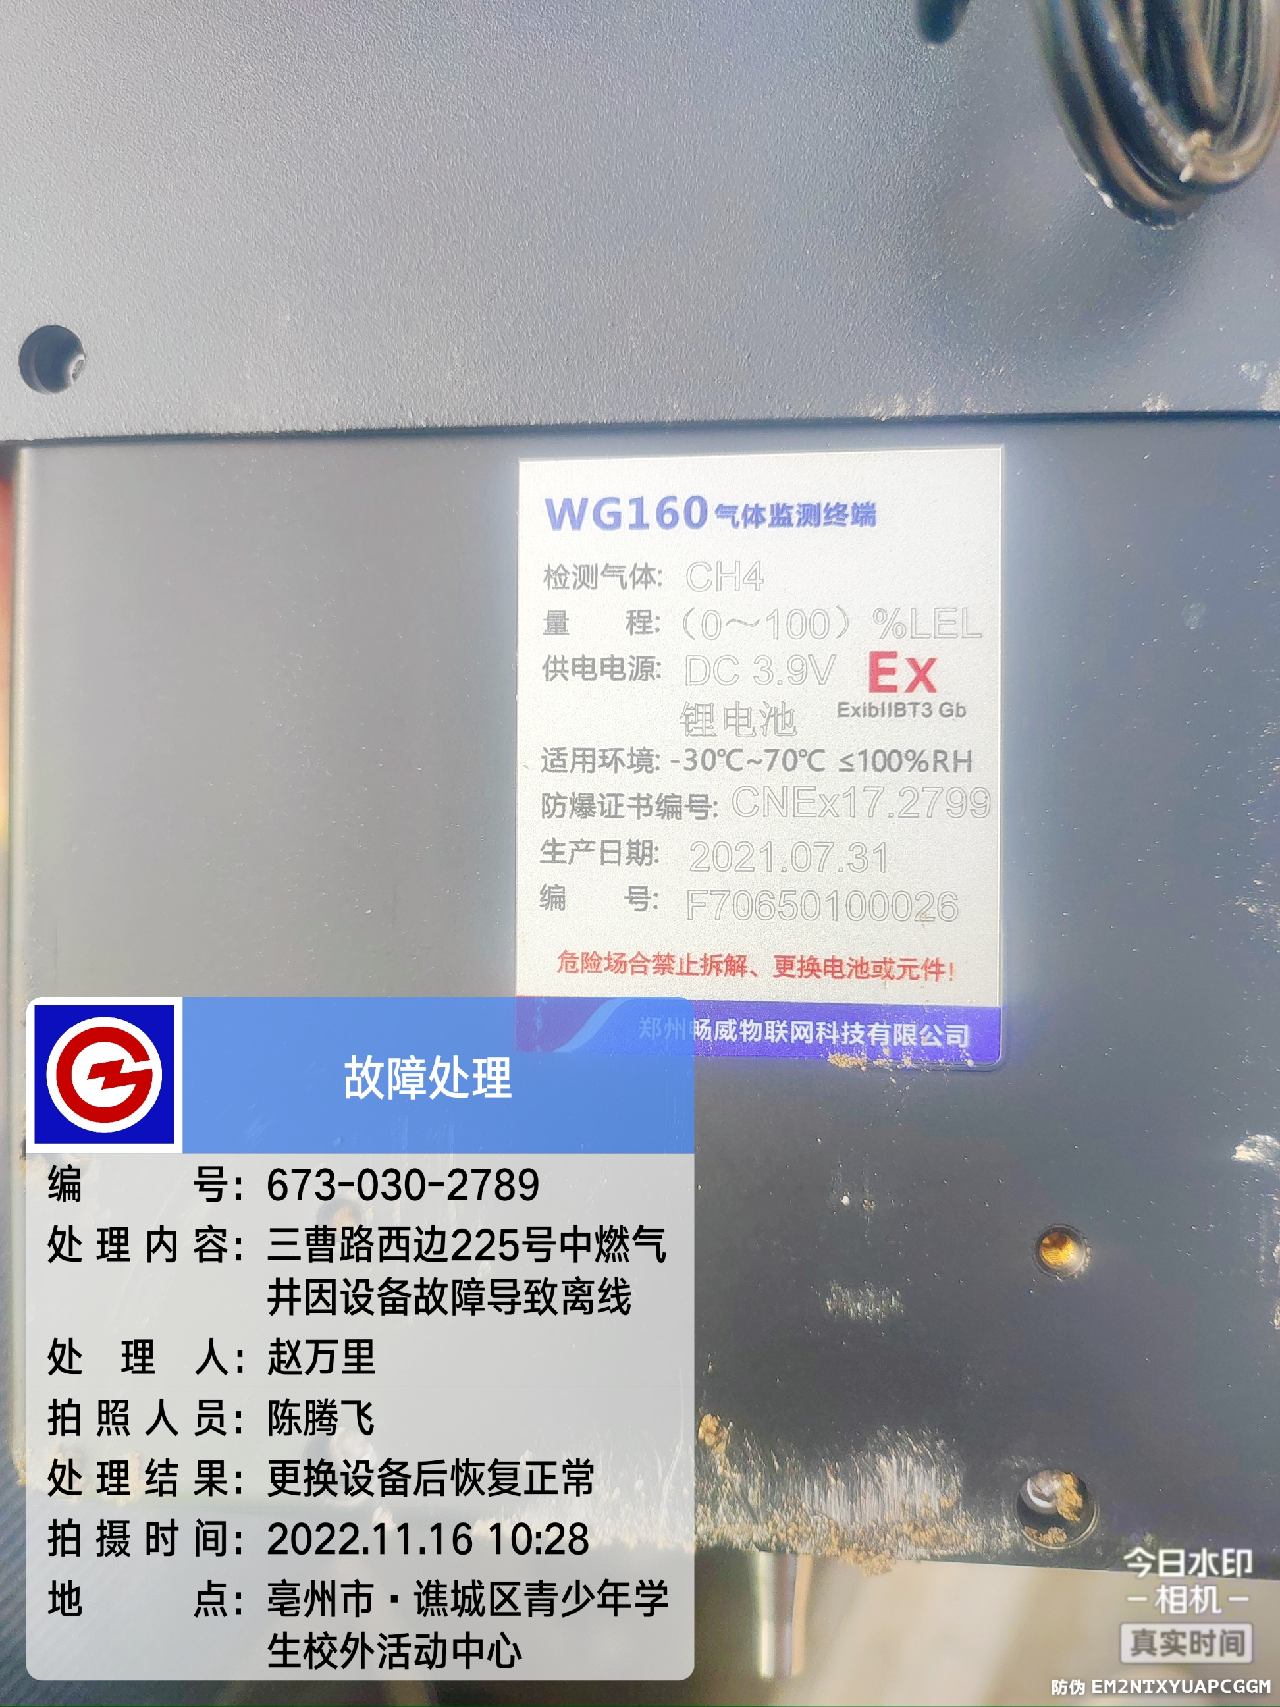 WG160气体监测终端
检测气体: CH4
量 程: (0～100) %LEL
供电电源: DC 3.9V
Ex
锂电池
ExibIIBT3 Gb
适用环境: -30℃~70℃ ≤100%RH
防爆证书编号: CNEx17.2799
生产日期: 2021.07.31
编 号: F70650100026
危险场合禁止拆解、更换电池或元件!
郑州畅威物联网科技有限公司
故障处理
编 号: 673-030-2789
处理内容: 三曹路西边225号中燃气
井因设备故障导致离线
处理人: 赵万里
拍照人员: 陈腾飞
处理结果: 更换设备后恢复正常
拍摄时间: 2022.11.16 10:28
地 点: 亳州市·谯城区青少年学
生校外活动中心
今日水印
-相机-
真实时间
防伪 EM2NTXYUAPCGGM